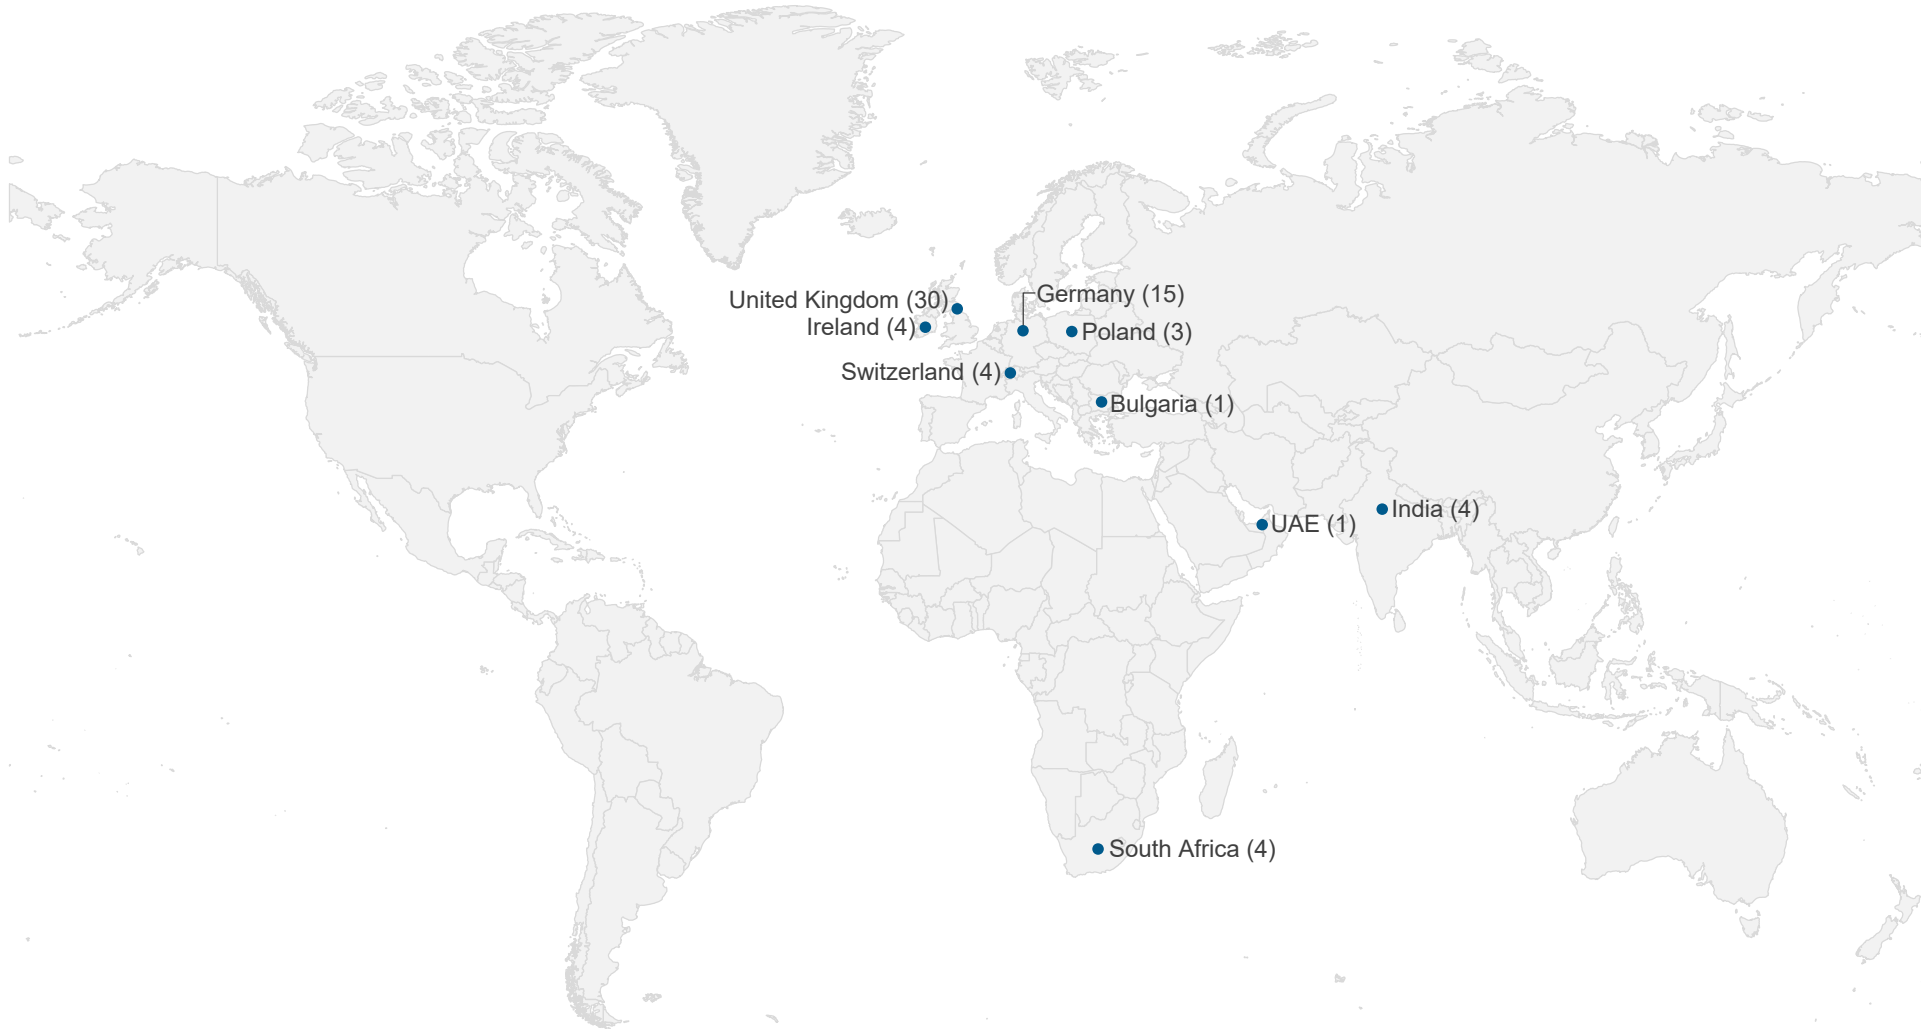 United Kingdom (30)
Germany (15)
Ireland (4)
Poland (3)
Switzerland (4)
Bulgaria (1)
India (4)
UAE (1)
South Africa (4)